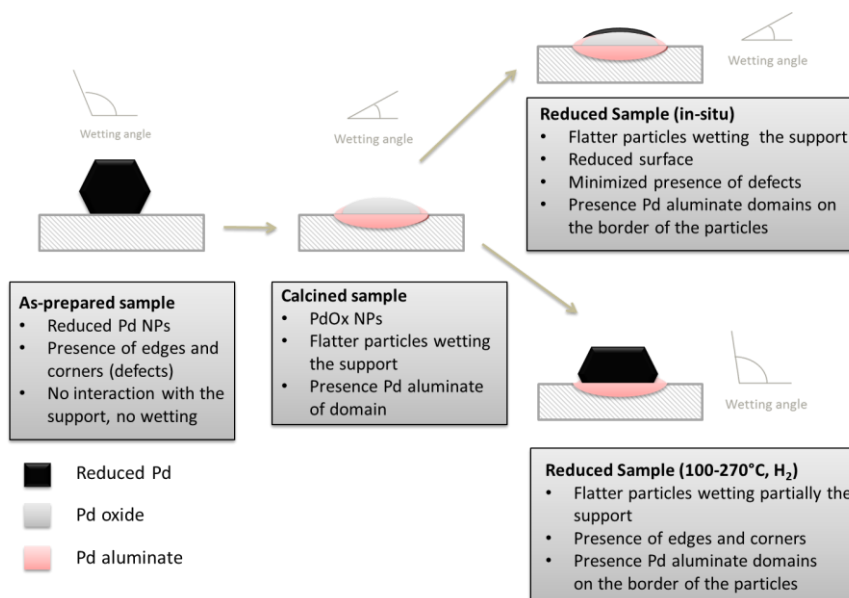 Wetting angle
As-prepared sample
• Reduced Pd NPs
• Presence of edges and
corners (defects)
• No interaction with the
support, no wetting
Wetting angle
Calcined sample
• PdOx NPs
• Flatter particles wetting
the support
• Presence Pd aluminate
of domain
Wetting angle
Reduced Sample (in-situ)
• Flatter particles wetting the support
• Reduced surface
• Minimized presence of defects
• Presence Pd aluminate domains on
the border of the particles
Wetting angle
Reduced Sample (100-270°C, H₂)
• Flatter particles wetting partially the
support
• Presence of edges and corners
• Presence Pd aluminate domains
on the border of the particles
Reduced Pd
Pd oxide
Pd aluminate